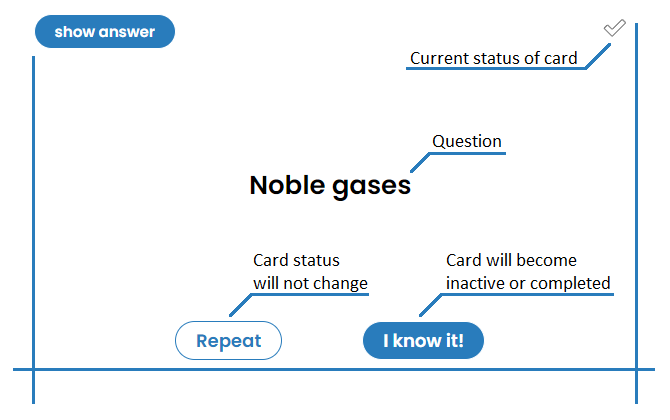 show answer
Current status of card
Question
Noble gases
Card status
will not change
Card will become
inactive or completed
Repeat
I know it!